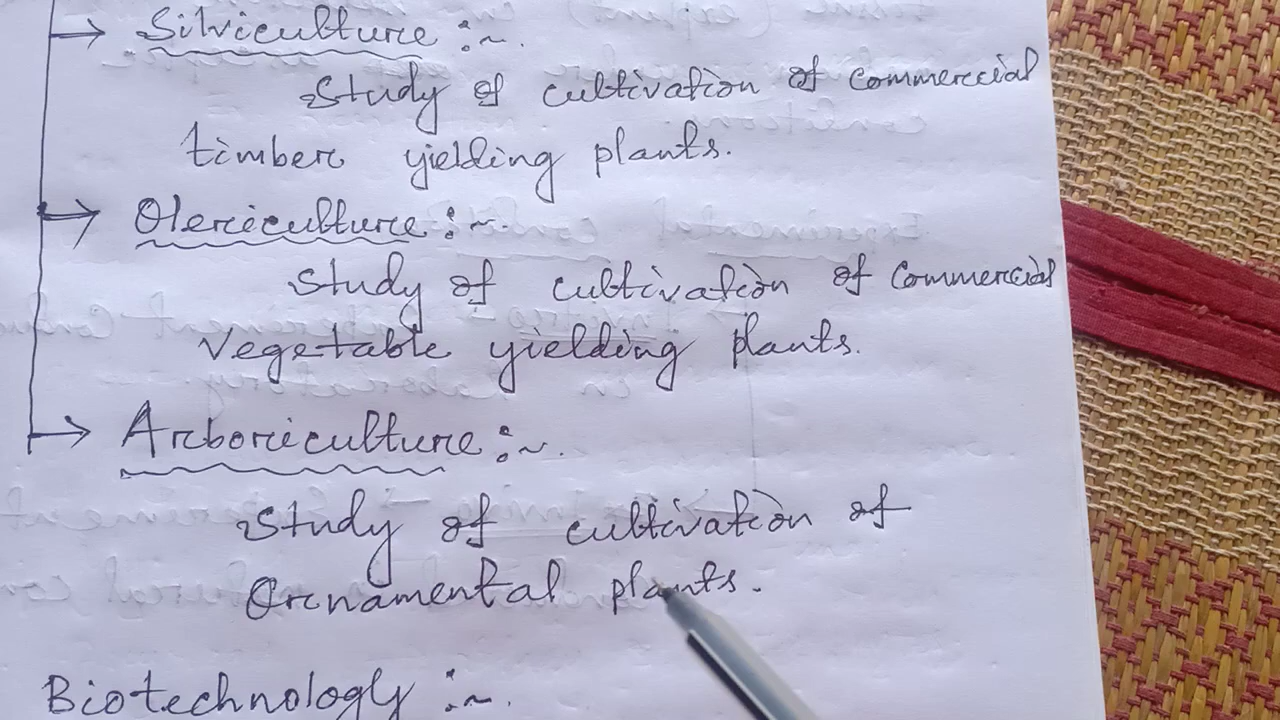 → Silviculture :~.
Study of cultivation of commercial
timber yielding plants.
→ Olericulture :~.
Study of cultivation of commercial
vegetable yielding plants.
→ Arboriculture :~.
Study of cultivation of
Ornamental plants.
Biotechnology :~.